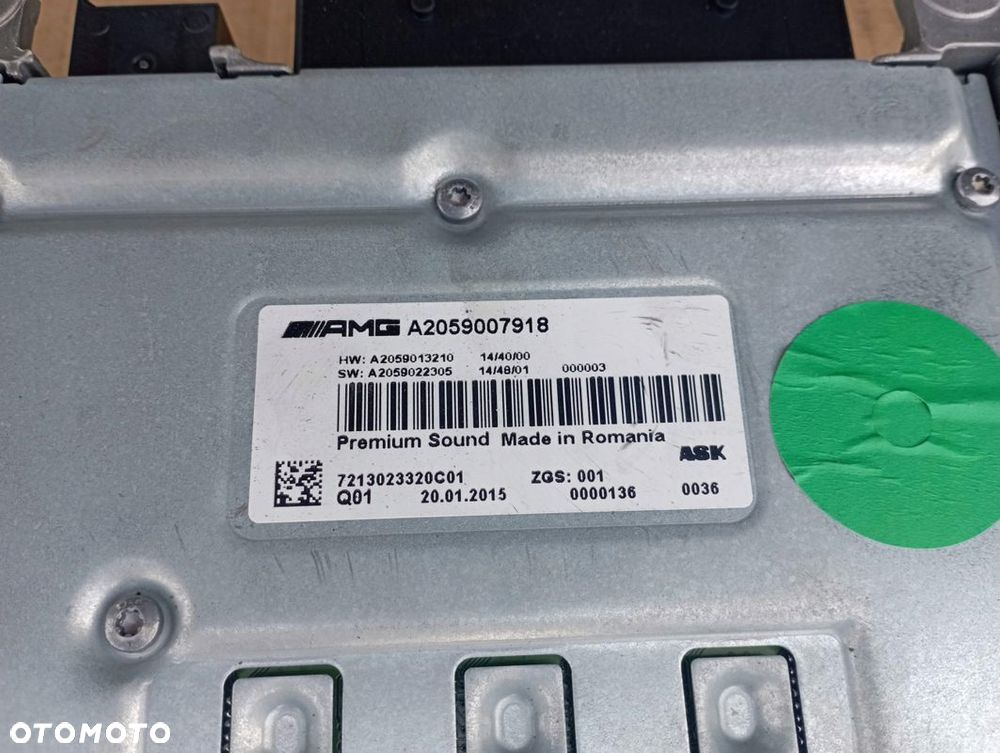 AMG A2059007918
HW: A2059013210 14/40/00
SW: A2059022305 14/48/01 000003
Premium Sound Made in Romania
ASK
7213023320C01 ZGS: 001
Q01 20.01.2015 0000136 0036
OTOMOTO